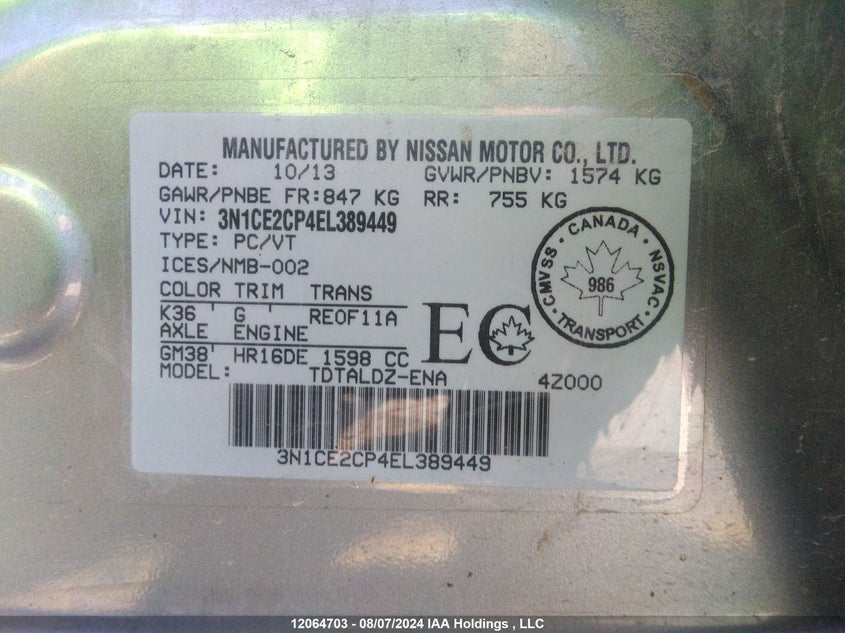 MANUFACTURED BY NISSAN MOTOR CO., LTD.
DATE: 10/13 GVWR/PNBV: 1574 KG
GAWR/PNBE FR:847 KG RR: 755 KG
VIN: 3N1CE2CP4EL389449
TYPE: PC/VT
ICES/NMB-002
COLOR TRIM TRANS
K36 ' G ' RE0F11A
AXLE ENGINE
GM38' HR16DE 1598 CC
MODEL: TDTALDZ-ENA 4Z000
EC
· CANADA · NSVAC · TRANSPORT · CMVSS
986
3N1CE2CP4EL389449
12064703 - 08/07/2024 IAA Holdings , LLC